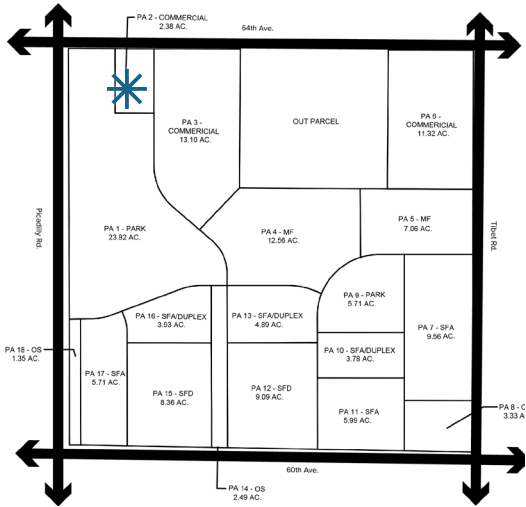 PA 2 - COMMERCIAL
2.38 AC.
64th Ave.
PA 3 -
COMMERICIAL
13.10 AC.
OUT PARCEL
PA 6 -
COMMERCIAL
11.32 AC.
Picadilly Rd.
PA 1 - PARK
23.82 AC.
PA 4 - MF
12.56 AC.
PA 5 - MF
7.06 AC.
Tibet Rd.
PA 9 - PARK
5.71 AC.
PA 16 - SFA/DUPLEX
3.93 AC.
PA 13 - SFA/DUPLEX
4.89 AC.
PA 7 - SFA
9.56 AC.
PA 18 - OS
1.35 AC.
PA 10 - SFA/DUPLEX
3.78 AC.
PA 17 - SFA
5.71 AC.
PA 15 - SFD
8.36 AC.
PA 12 - SFD
9.09 AC.
PA 11 - SFA
5.99 AC.
PA 8 -
3.33
60th Ave.
PA 14 - OS
2.49 AC.